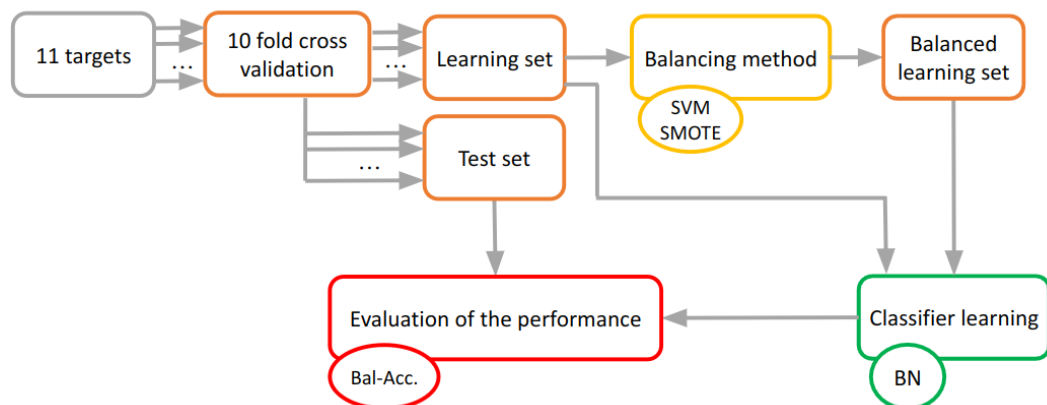 11 targets
...
10 fold cross
validation
...
Learning set
Balancing method
SVM
SMOTE
Balanced
learning set
...
Test set
Evaluation of the performance
Bal-Acc.
Classifier learning
BN